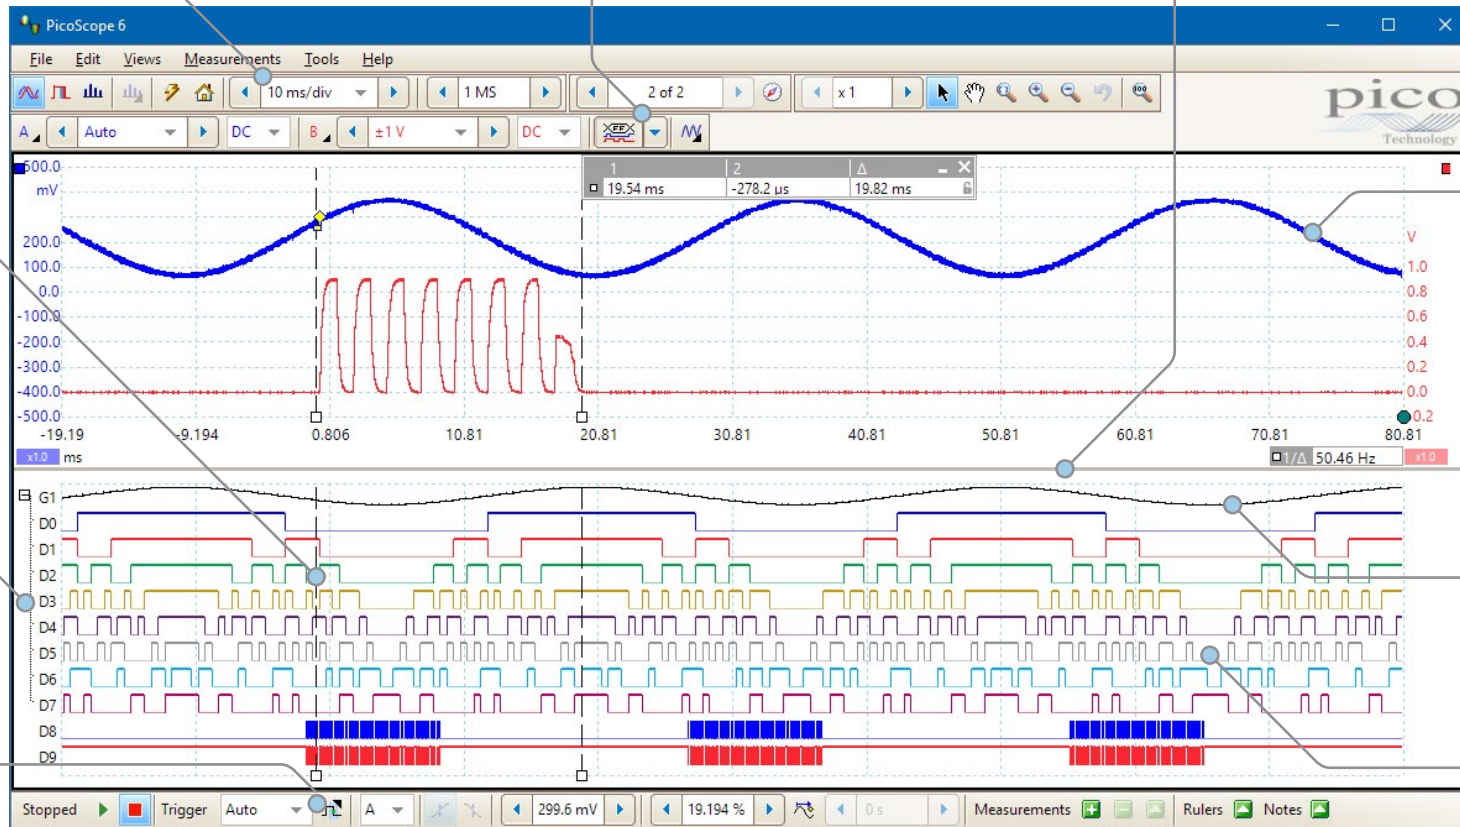 PicoScope 6
File Edit Views Measurements Tools Help
10 ms/div 1 MS 2 of 2 x 1
pico
Technology
A Auto DC B ±1 V DC
500.0
mV
200.0
100.0
0.0
-100.0
-200.0
-300.0
-400.0
-500.0
1 2 Δ
19.54 ms -278.2 µs 19.82 ms
V
1.0
0.8
0.6
0.4
0.2
0.0
0.2
-19.19 -9.194 0.806 10.81 20.81 30.81 40.81 50.81 60.81 70.81 80.81
x1.0 ms 1/Δ 50.46 Hz x1.0
G1
D0
D1
D2
D3
D4
D5
D6
D7
D8
D9
Stopped Trigger Auto A 299.6 mV 19.194 % 0 s Measurements Rulers Notes